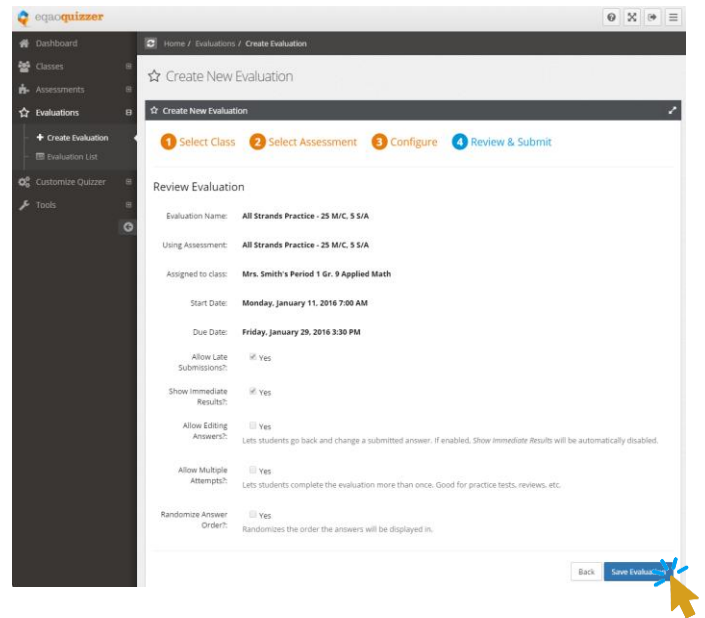 eqaoquizzer
Dashboard
Home / Evaluations / Create Evaluation
Classes
Create New Evaluation
Assessments
Evaluations
Create New Evaluation
Create Evaluation
1 Select Class 2 Select Assessment 3 Configure 4 Review & Submit
Evaluation List
Customize Quizzer
Review Evaluation
Tools
Evaluation Name: All Strands Practice - 25 M/C, 5 S/A
Using Assessment: All Strands Practice - 25 M/C, 5 S/A
Assigned to class: Mrs. Smith's Period 1 Gr. 9 Applied Math
Start Date: Monday, January 11, 2016 7:00 AM
Due Date: Friday, January 29, 2016 3:30 PM
Allow Late
Submissions?: Yes
Show Immediate
Results?: Yes
Allow Editing
Answers?: Yes
Lets students go back and change a submitted answer. If enabled, Show Immediate Results will be automatically disabled.
Allow Multiple
Attempts?: Yes
Lets students complete the evaluation more than once. Good for practice tests, reviews, etc.
Randomize Answer
Order?: Yes
Randomizes the order the answers will be displayed in.
Back Save